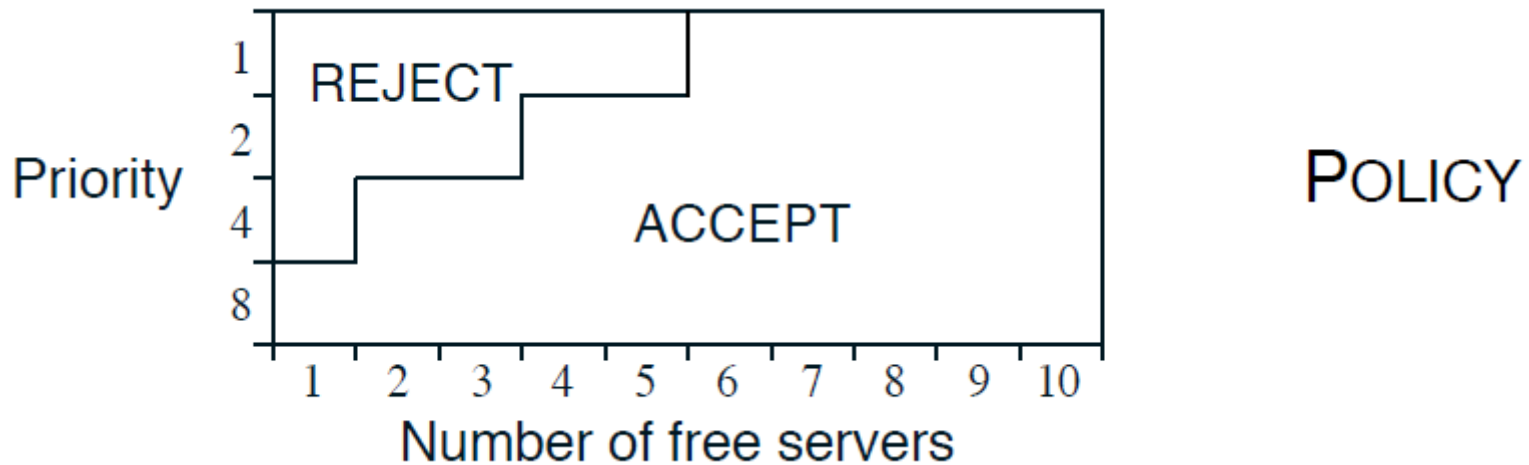 1
REJECT
2
Priority
POLICY
4
ACCEPT
8
1 2 3 4 5 6 7 8 9 10
Number of free servers